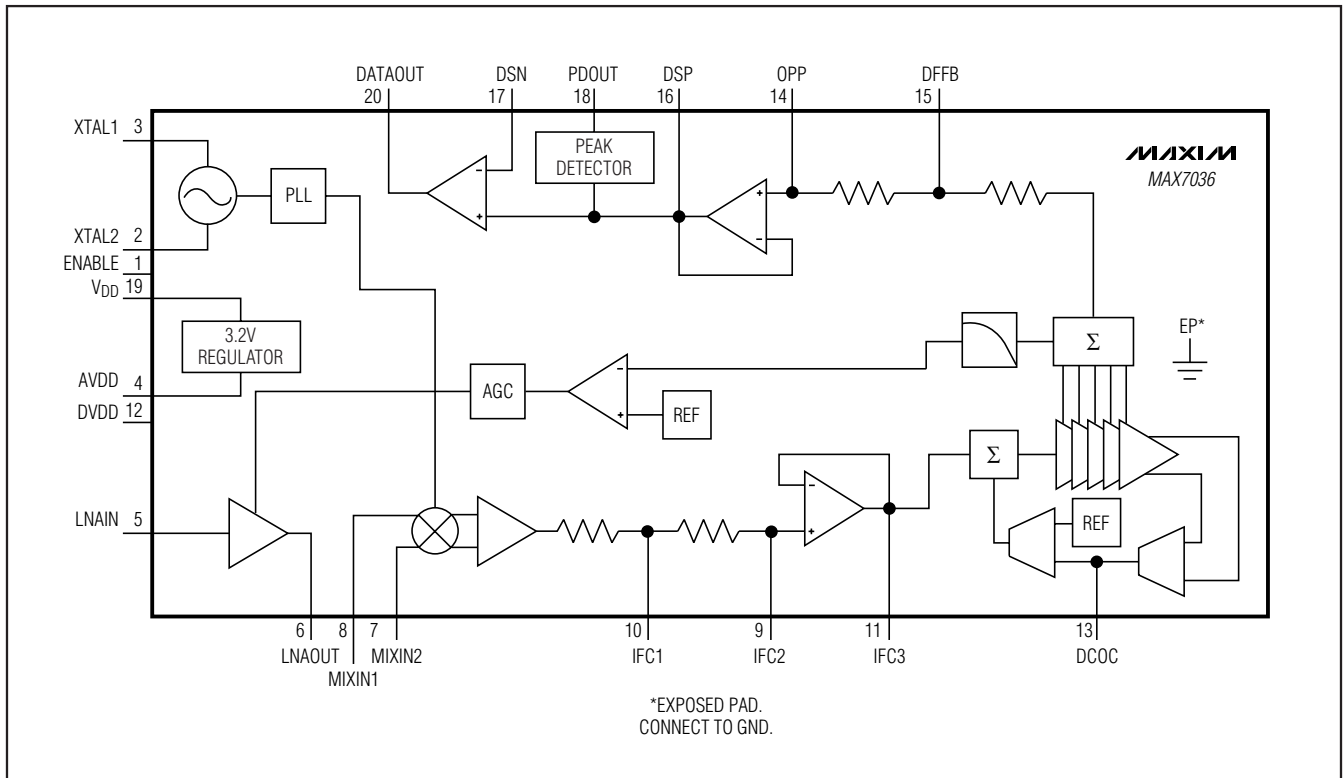 DATAOUT
20
DSN
17
PDOUT
18
DSP
16
OPP
14
DFFB
15
XTAL1 3
PEAK
DETECTOR
MAXIM
MAX7036
PLL
-
+
+
-
XTAL2 2
ENABLE 1
VDD 19
3.2V
REGULATOR
Σ
EP*
AVDD 4
AGC
-
+
REF
DVDD 12
Σ
LNAIN 5
-
+
REF
6
LNAOUT
8
MIXIN1
7
MIXIN2
10
IFC1
9
IFC2
11
IFC3
13
DCOC
*EXPOSED PAD.
CONNECT TO GND.